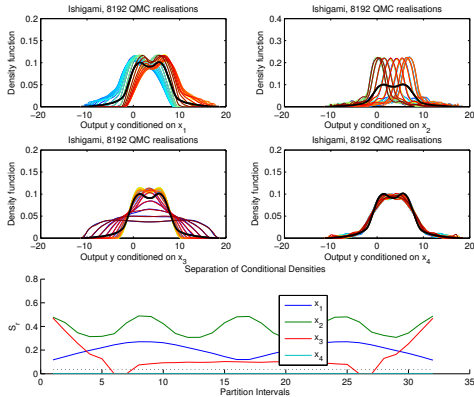 Ishigami, 8192 QMC realisations
Density function
0.2
0.15
0.1
0.05
0
−20 −10 0 10 20
Output y conditioned on x1
Ishigami, 8192 QMC realisations
Density function
0.2
0.15
0.1
0.05
0
−20 −10 0 10 20
Output y conditioned on x2
Ishigami, 8192 QMC realisations
Density function
0.2
0.15
0.1
0.05
0
−20 −10 0 10 20
Output y conditioned on x3
Ishigami, 8192 QMC realisations
Density function
0.2
0.15
0.1
0.05
0
−20 −10 0 10 20
Output y conditioned on x4
Separation of Conditional Densities
Sr
0.8
0.6
0.4
0.2
0
x1
x2
x3
x4
0 5 10 15 20 25 30 35
Partition Intervals